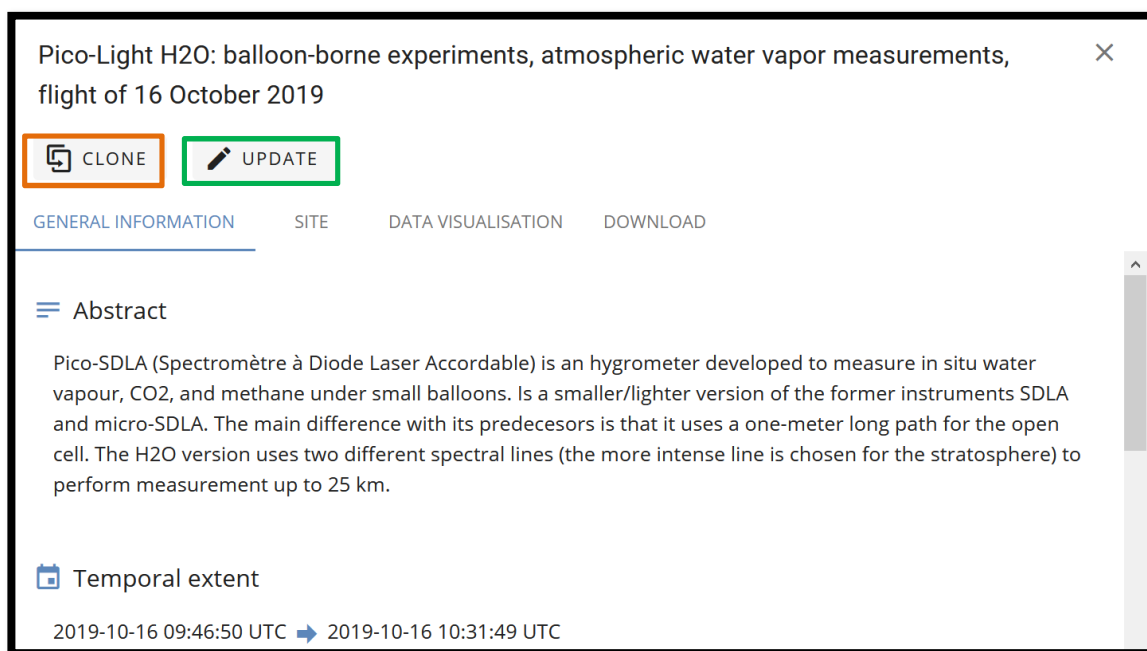 Pico-Light H2O: balloon-borne experiments, atmospheric water vapor measurements,
flight of 16 October 2019
CLONE UPDATE
GENERAL INFORMATION SITE DATA VISUALISATION DOWNLOAD
Abstract
Pico-SDLA (Spectromètre à Diode Laser Accordable) is an hygrometer developed to measure in situ water
vapour, CO2, and methane under small balloons. Is a smaller/lighter version of the former instruments SDLA
and micro-SDLA. The main difference with its predecesors is that it uses a one-meter long path for the open
cell. The H2O version uses two different spectral lines (the more intense line is chosen for the stratosphere) to
perform measurement up to 25 km.
Temporal extent
2019-10-16 09:46:50 UTC 2019-10-16 10:31:49 UTC